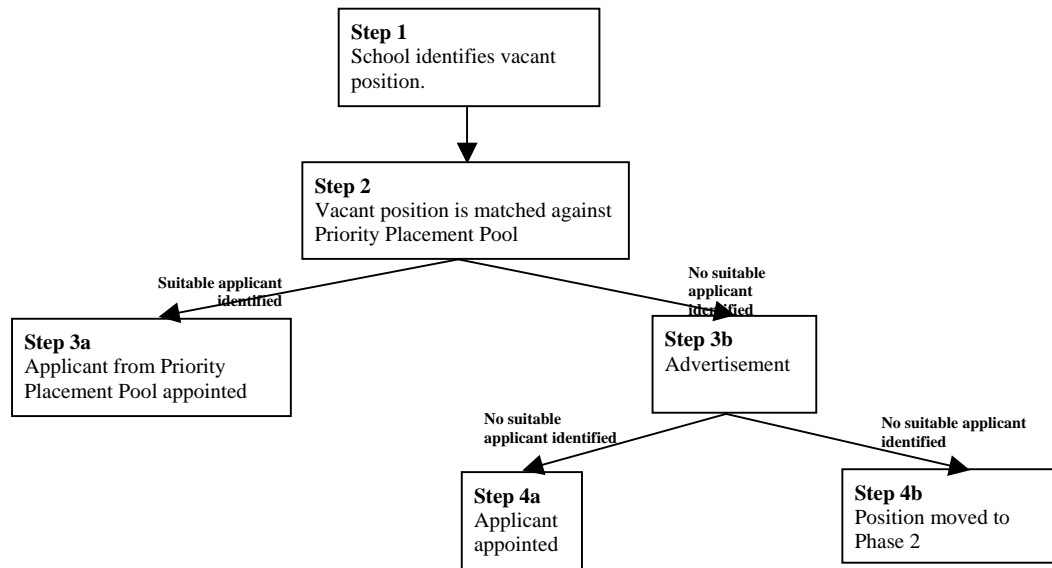 Step 1
School identifies vacant
position.
Step 2
Vacant position is matched against
Priority Placement Pool
Suitable applicant
identified
No suitable
applicant
identified
Step 3a
Applicant from Priority
Placement Pool appointed
Step 3b
Advertisement
No suitable
applicant identified
No suitable applicant
identified
Step 4a
Applicant
appointed
Step 4b
Position moved to
Phase 2